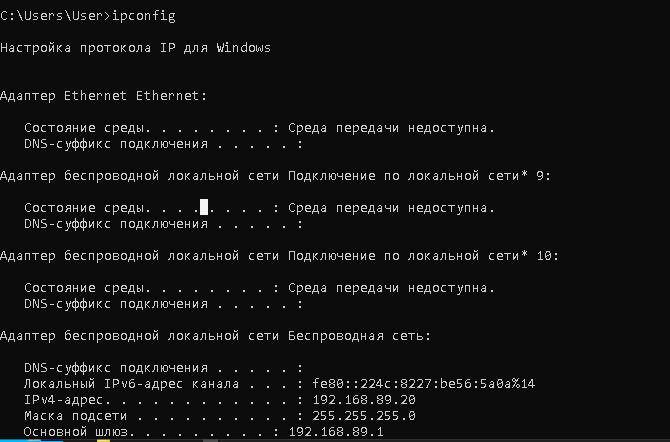 C:\Users\User>ipconfig
Настройка протокола IP для Windows
Адаптер Ethernet Ethernet:
Состояние среды. . . . . . . . : Среда передачи недоступна.
DNS-суффикс подключения . . . . . :
Адаптер беспроводной локальной сети Подключение по локальной сети* 9:
Состояние среды. . . . . . . . : Среда передачи недоступна.
DNS-суффикс подключения . . . . . :
Адаптер беспроводной локальной сети Подключение по локальной сети* 10:
Состояние среды. . . . . . . . : Среда передачи недоступна.
DNS-суффикс подключения . . . . . :
Адаптер беспроводной локальной сети Беспроводная сеть:
DNS-суффикс подключения . . . . . :
Локальный IPv6-адрес канала . . . : fe80::224c:8227:be56:5a0a%14
IPv4-адрес. . . . . . . . . . . . : 192.168.89.20
Маска подсети . . . . . . . . . . : 255.255.255.0
Основной шлюз. . . . . . . . . : 192.168.89.1